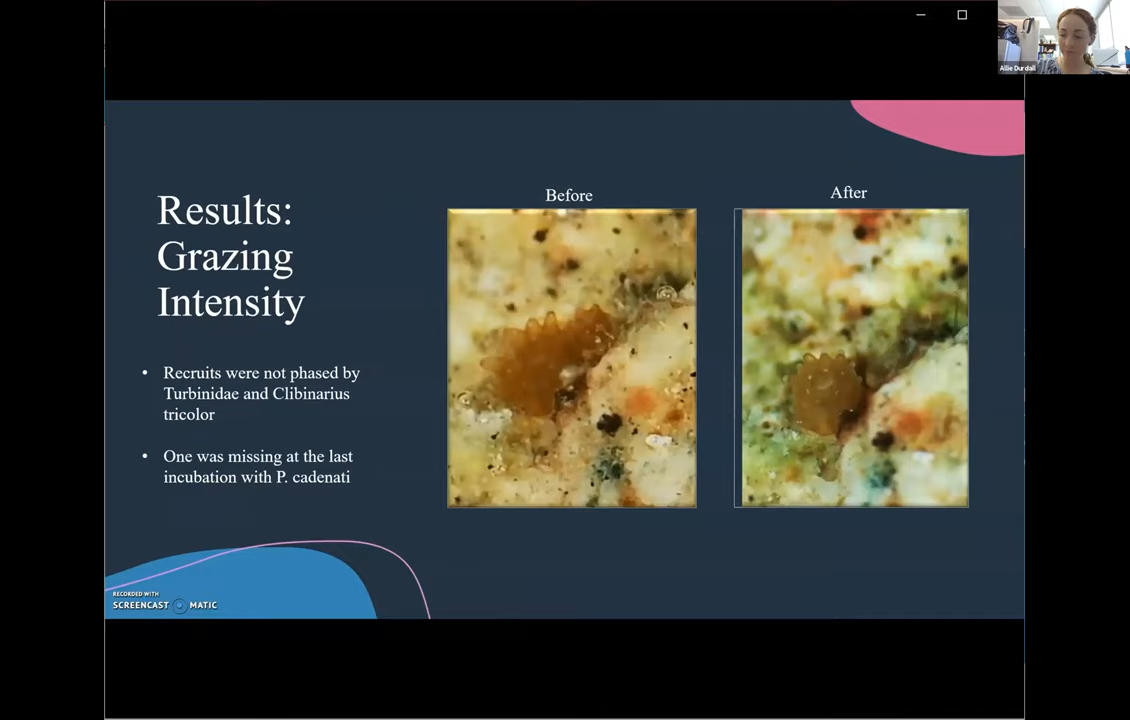 Allie Durdall
Results:
Grazing
Intensity
• Recruits were not phased by
Turbinidae and Clibinarius
tricolor
• One was missing at the last
incubation with P. cadenati
Before
After
RECORDED WITH
SCREENCAST MATIC